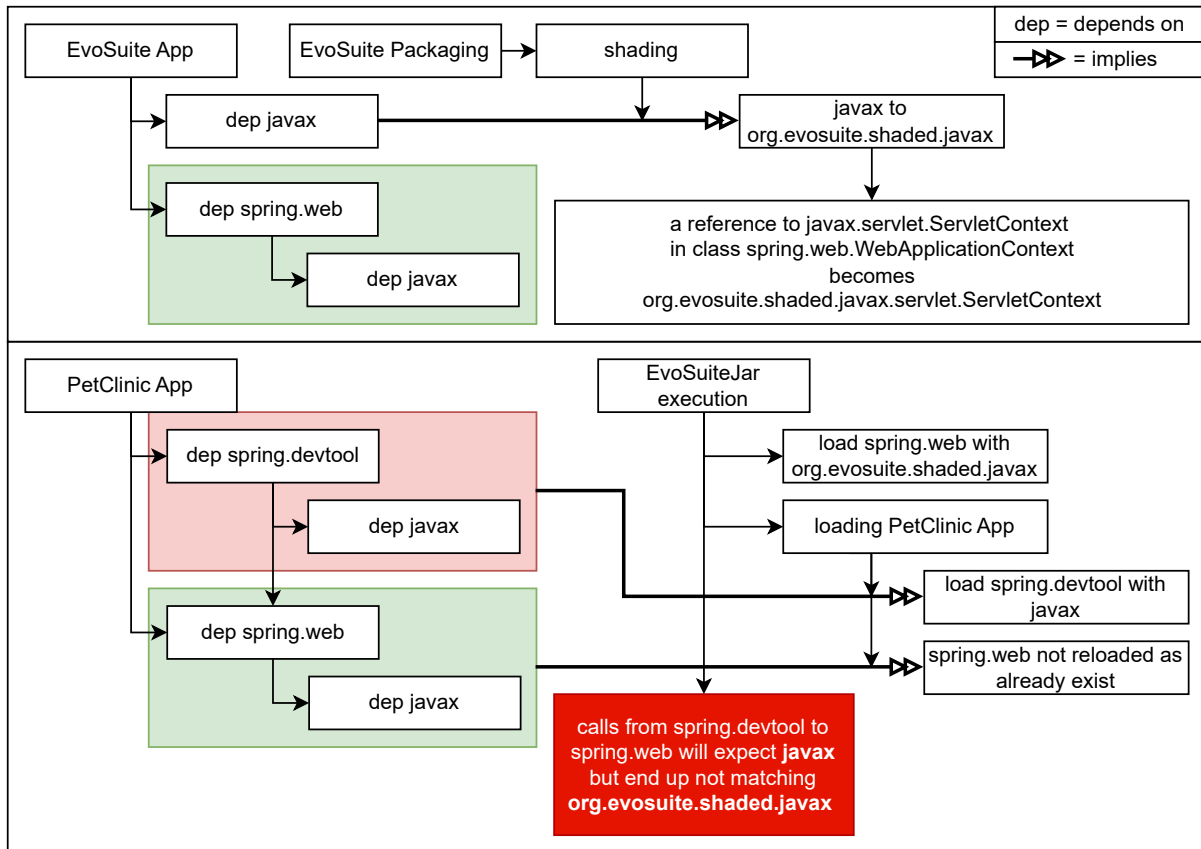 EvoSuite App
EvoSuite Packaging
shading
dep = depends on
= implies
dep javax
javax to
org.evosuite.shaded.javax
dep spring.web
dep javax
a reference to javax.servlet.ServletContext
in class spring.web.WebApplicationContext
becomes
org.evosuite.shaded.javax.servlet.ServletContext
PetClinic App
EvoSuiteJar
execution
dep spring.devtool
load spring.web with
org.evosuite.shaded.javax
dep javax
loading PetClinic App
load spring.devtool with
javax
dep spring.web
spring.web not reloaded as
already exist
dep javax
calls from spring.devtool to
spring.web will expect javax
but end up not matching
org.evosuite.shaded.javax